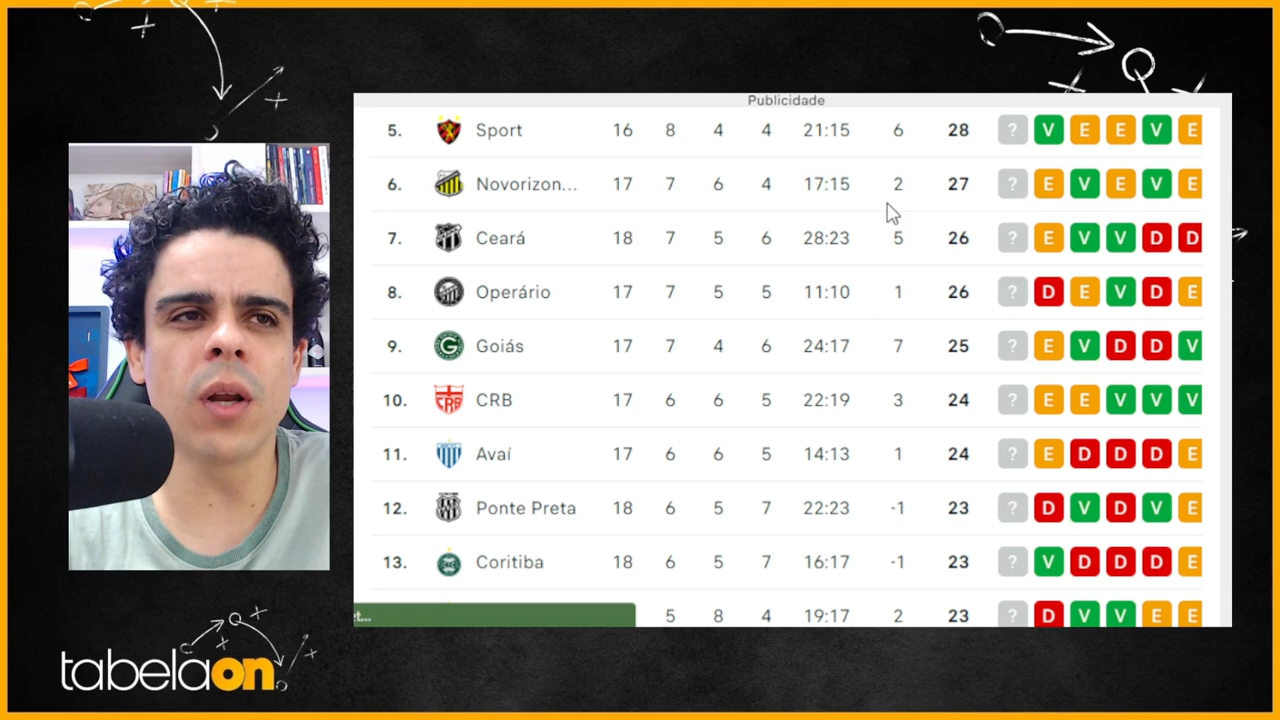 Publicidade
5. Sport 16 8 4 4 21:15 6 28 ? V E E V E
6. Novorizon... 17 7 6 4 17:15 2 27 ? E V E V E
7. Ceará 18 7 5 6 28:23 5 26 ? E V V D D
8. Operário 17 7 5 5 11:10 1 26 ? D E V D E
9. Goiás 17 7 4 6 24:17 7 25 ? E V D D V
10. CRB 17 6 6 5 22:19 3 24 ? E E V V V
11. Avaí 17 6 6 5 14:13 1 24 ? E D D D E
12. Ponte Preta 18 6 5 7 22:23 -1 23 ? D V D V E
13. Coritiba 18 6 5 7 16:17 -1 23 ? V D D D E
t... 5 8 4 19:17 2 23 ? D V V E E
tabelaon